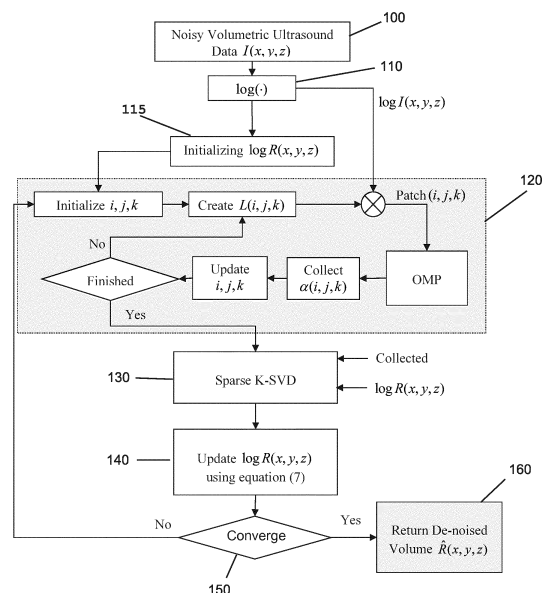 100
Noisy Volumetric Ultrasound
Data I(x, y, z)
110
log(·)
log I(x, y, z)
115
Initializing log R(x, y, z)
120
Initialize i, j, k
Create L(i, j, k)
Patch(i, j, k)
No
Finished
Update
i, j, k
Collect
α(i, j, k)
OMP
Yes
130
Sparse K-SVD
Collected
log R(x, y, z)
140
Update log R(x, y, z)
using equation (7)
160
No
Converge
Yes
Return De-noised
Volume R̂(x, y, z)
150